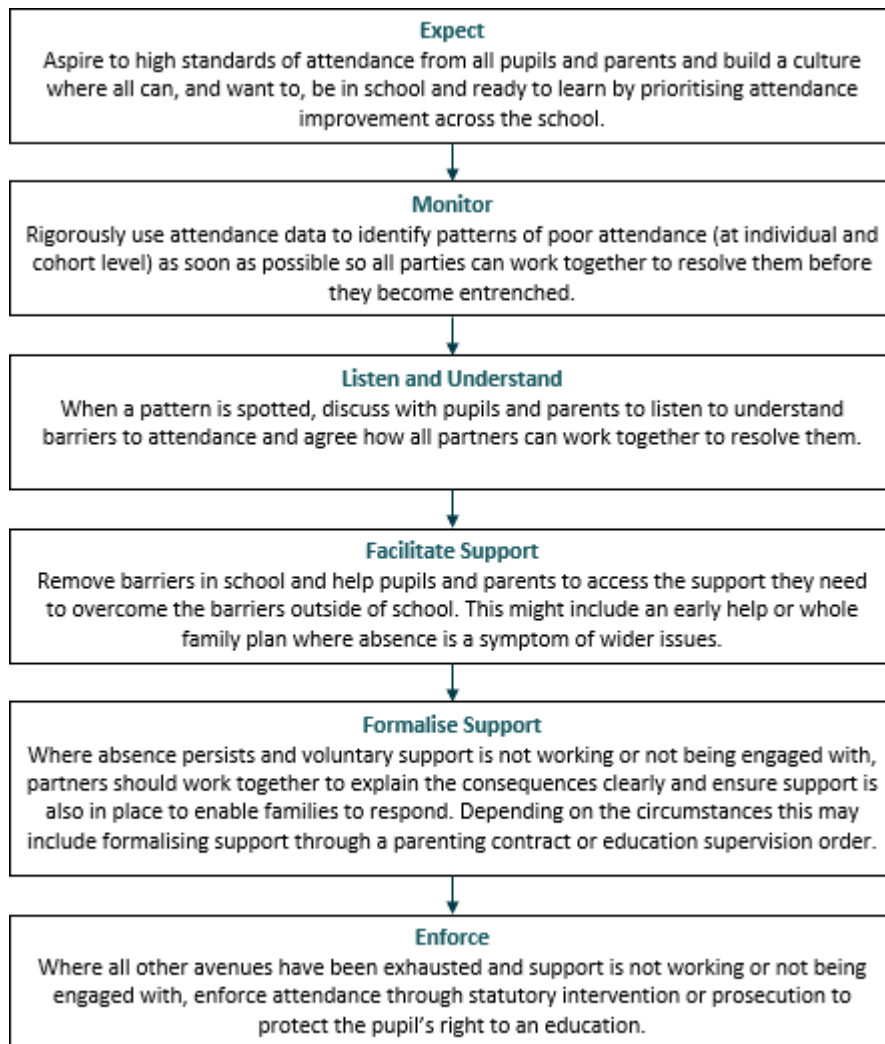 Expect
Aspire to high standards of attendance from all pupils and parents and build a culture
where all can, and want to, be in school and ready to learn by prioritising attendance
improvement across the school.
Monitor
Rigorously use attendance data to identify patterns of poor attendance (at individual and
cohort level) as soon as possible so all parties can work together to resolve them before
they become entrenched.
Listen and Understand
When a pattern is spotted, discuss with pupils and parents to listen to understand
barriers to attendance and agree how all partners can work together to resolve them.
Facilitate Support
Remove barriers in school and help pupils and parents to access the support they need
to overcome the barriers outside of school. This might include an early help or whole
family plan where absence is a symptom of wider issues.
Formalise Support
Where absence persists and voluntary support is not working or not being engaged with,
partners should work together to explain the consequences clearly and ensure support is
also in place to enable families to respond. Depending on the circumstances this may
include formalising support through a parenting contract or education supervision order.
Enforce
Where all other avenues have been exhausted and support is not working or not being
engaged with, enforce attendance through statutory intervention or prosecution to
protect the pupil's right to an education.